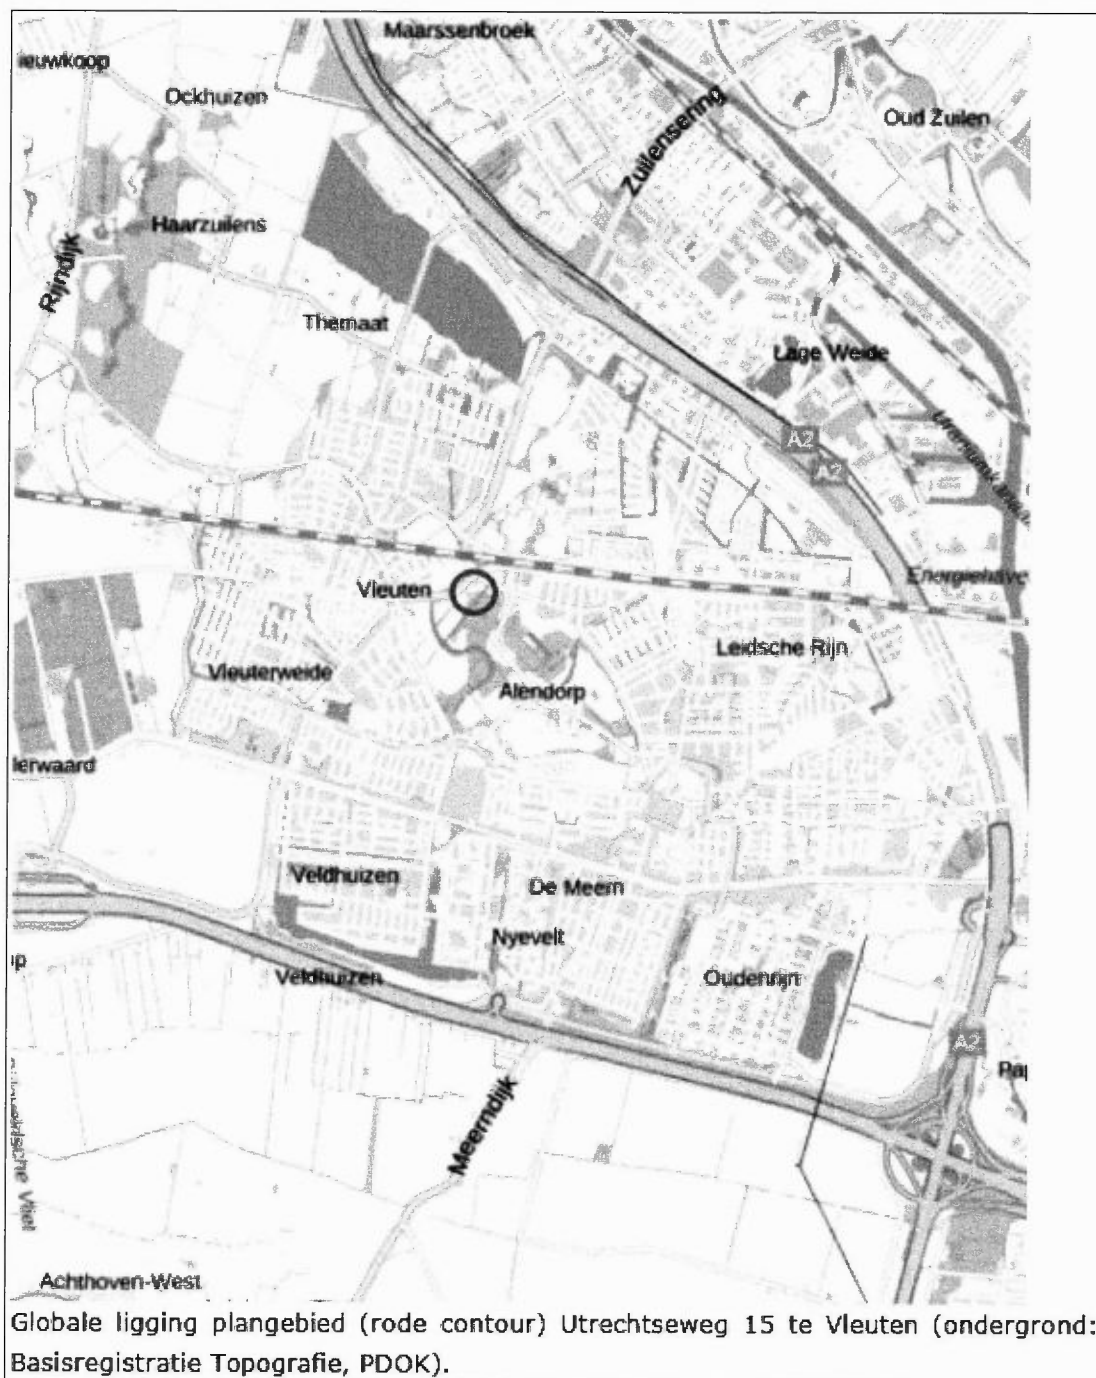 Maarssenbroek
ieuwkoop
Ockhuizen
Oud Zuilen
Zuilensering
Haarzuilens
Rijndijk
Themaat
Lage Weide
A2
A2
Vleuten
Energiehave
Leidsche Rijn
Vleuterweide
Alendorp
lerwaard
Veldhuizen
De Meern
Nyevelt
Veldhuizen
Oudenrijn
A2
Meerndijk
Achthoven-West
Globale ligging plangebied (rode contour) Utrechtseweg 15 te Vleuten (ondergrond:
Basisregistratie Topografie, PDOK).